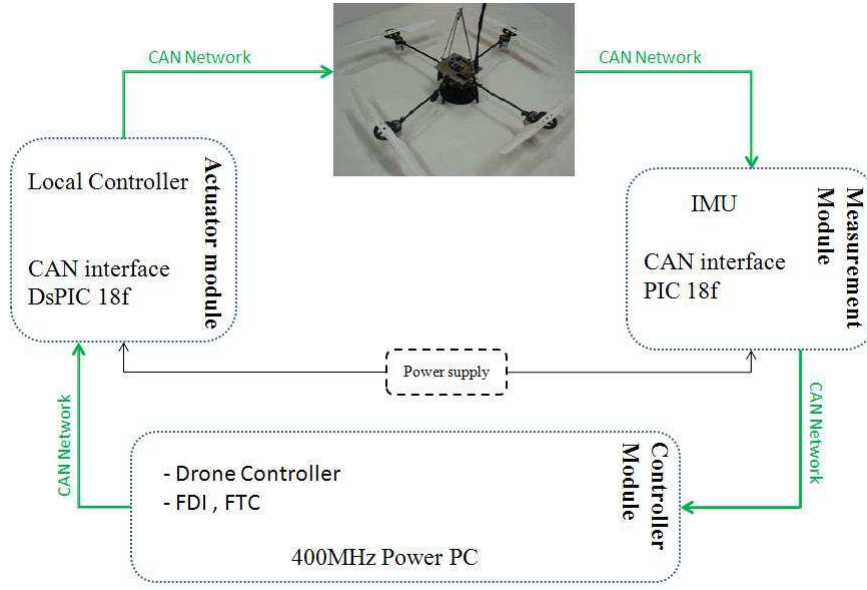 CAN Network
CAN Network
Local Controller
CAN interface
DsPIC 18f
Actuator module
IMU
CAN interface
PIC 18f
Measurement
Module
Power supply
CAN Network
CAN Network
- Drone Controller
- FDI , FTC
400MHz Power PC
Controller
Module